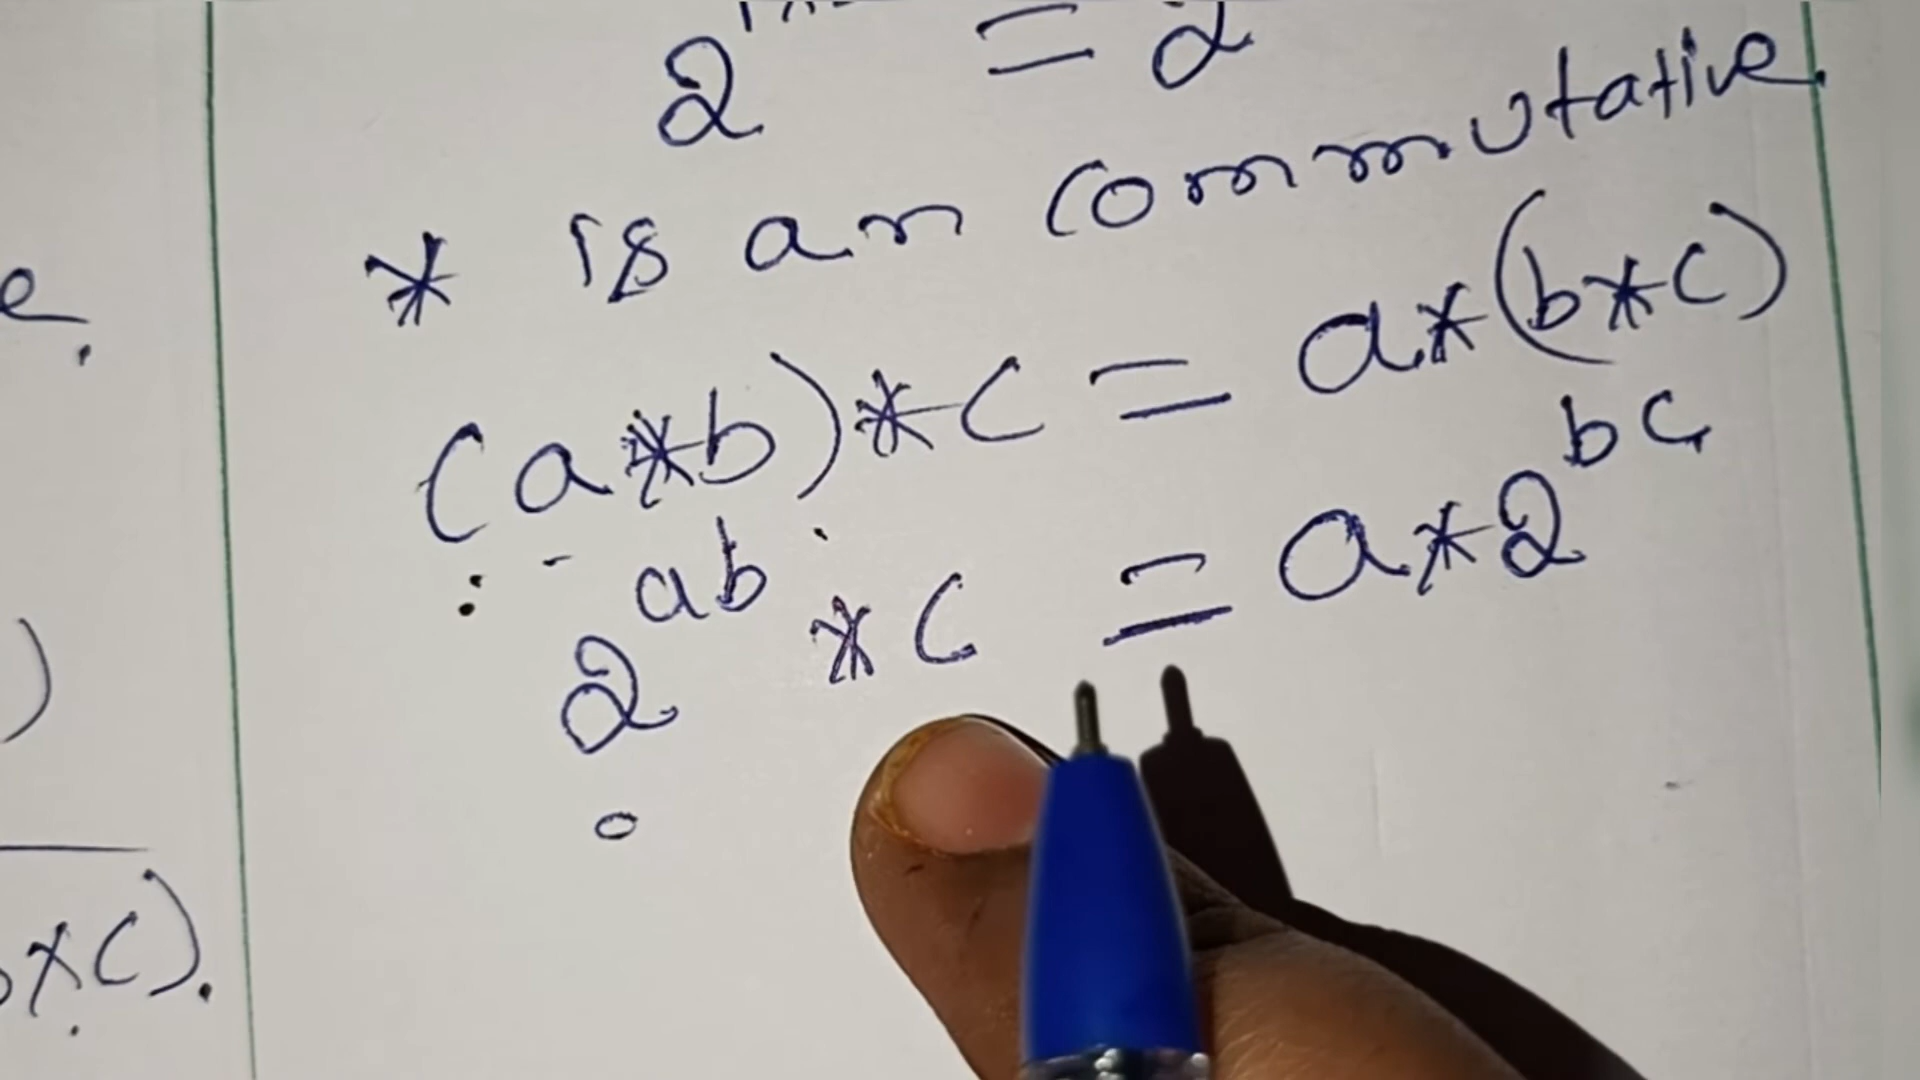 2 = 2
* is an commutative.
(a*b)*c = a*(b*c)
2^ab *c = a*2^bc
e.
)
*c).